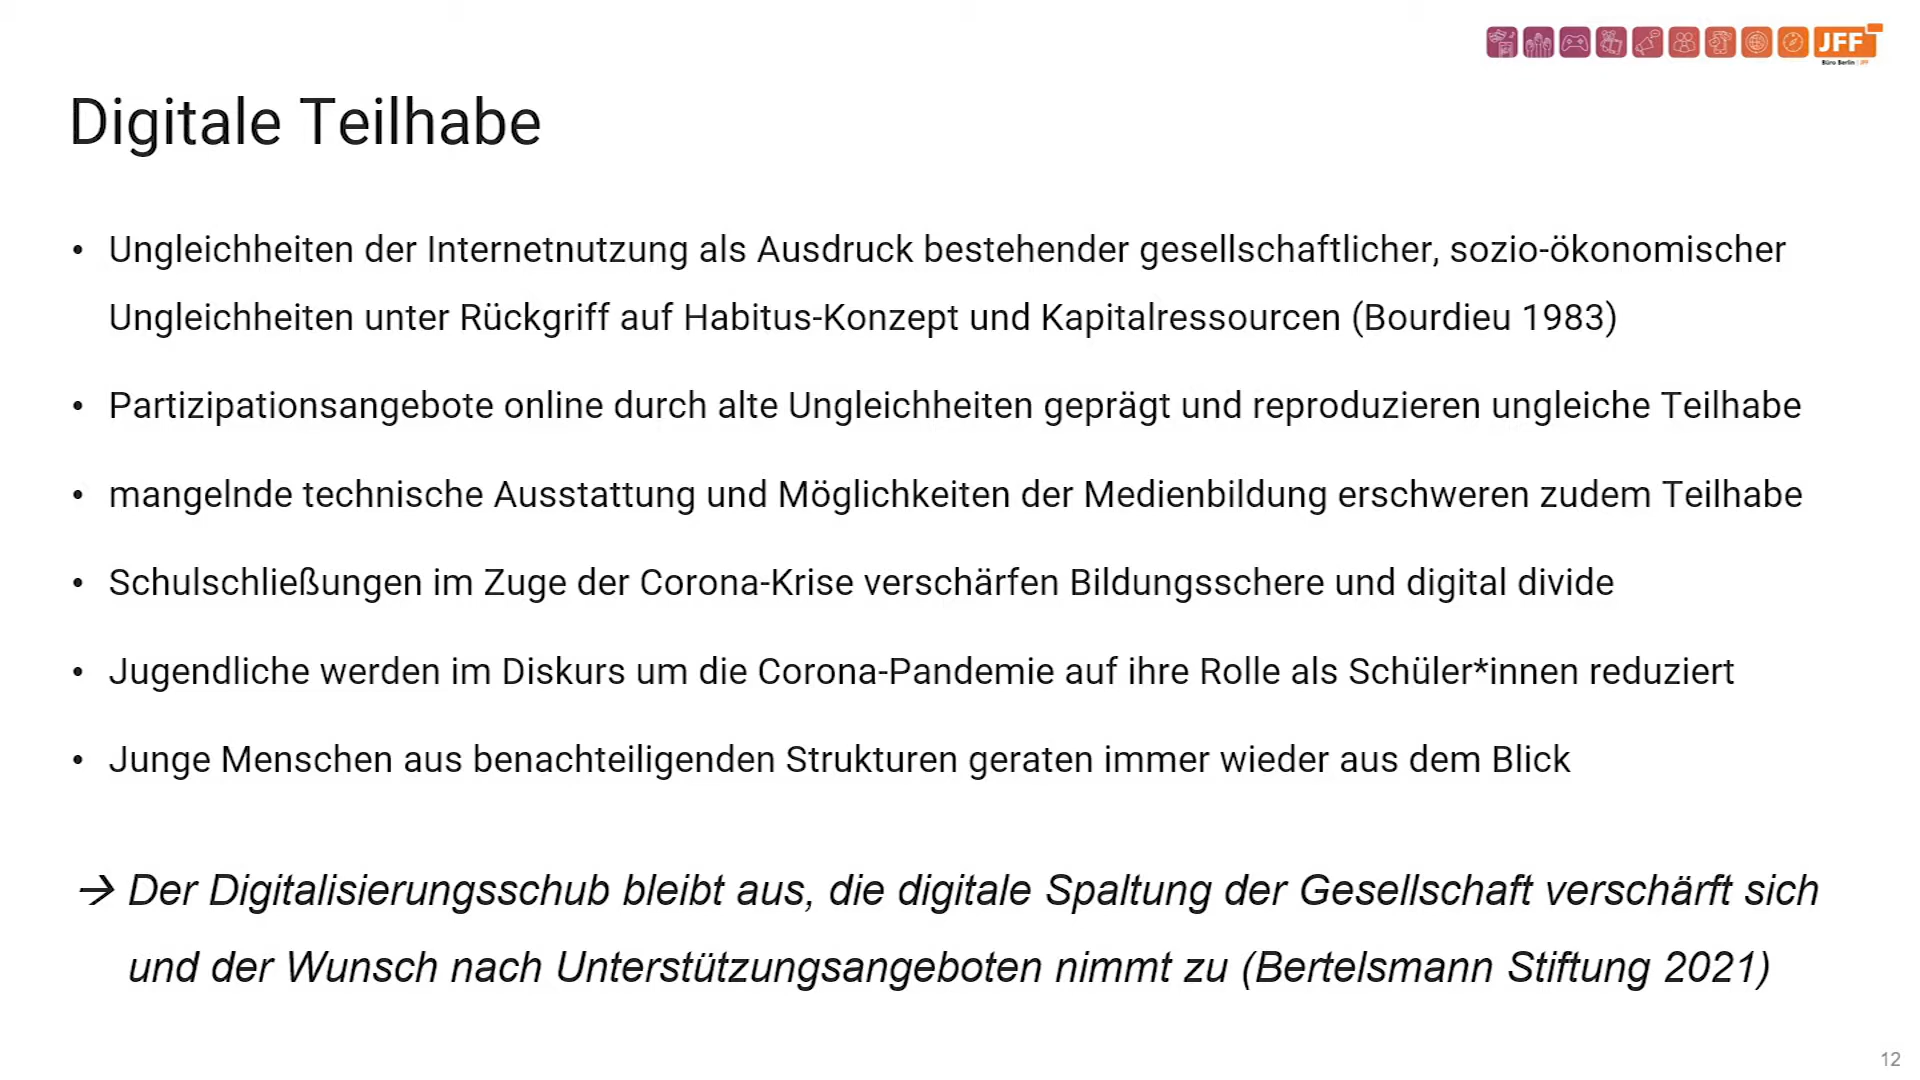 JFF
Büro Berlin | JFF
Digitale Teilhabe
• Ungleichheiten der Internetnutzung als Ausdruck bestehender gesellschaftlicher, sozio-ökonomischer
Ungleichheiten unter Rückgriff auf Habitus-Konzept und Kapitalressourcen (Bourdieu 1983)
• Partizipationsangebote online durch alte Ungleichheiten geprägt und reproduzieren ungleiche Teilhabe
• mangelnde technische Ausstattung und Möglichkeiten der Medienbildung erschweren zudem Teilhabe
• Schulschließungen im Zuge der Corona-Krise verschärfen Bildungsschere und digital divide
• Jugendliche werden im Diskurs um die Corona-Pandemie auf ihre Rolle als Schüler*innen reduziert
• Junge Menschen aus benachteiligenden Strukturen geraten immer wieder aus dem Blick
→ Der Digitalisierungsschub bleibt aus, die digitale Spaltung der Gesellschaft verschärft sich
und der Wunsch nach Unterstützungsangeboten nimmt zu (Bertelsmann Stiftung 2021)
12